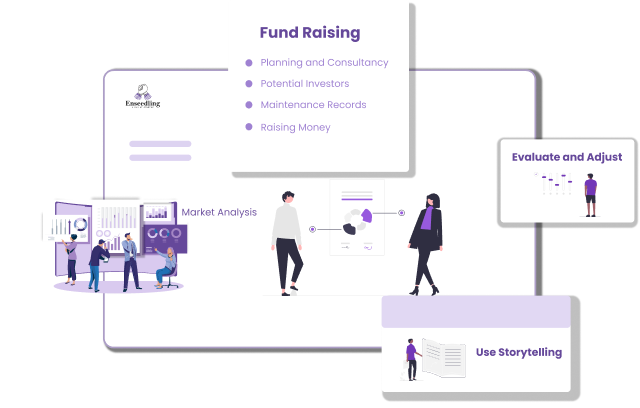 Fund Raising
Planning and Consultancy
Potential Investors
Maintenance Records
Raising Money
Enseedling
Evaluate and Adjust
Market Analysis
Use Storytelling